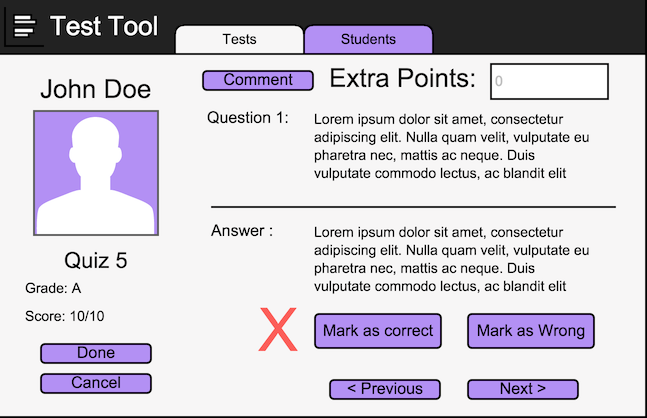 Test Tool
Tests
Students
John Doe
Quiz 5
Grade: A
Score: 10/10
Done
Cancel
Comment
Extra Points:
0
Question 1:
Lorem ipsum dolor sit amet, consectetur
adipiscing elit. Nulla quam velit, vulputate eu
pharetra nec, mattis ac neque. Duis
vulputate commodo lectus, ac blandit elit
Answer :
Lorem ipsum dolor sit amet, consectetur
adipiscing elit. Nulla quam velit, vulputate eu
pharetra nec, mattis ac neque. Duis
vulputate commodo lectus, ac blandit elit
X
Mark as correct
Mark as Wrong
< Previous
Next >